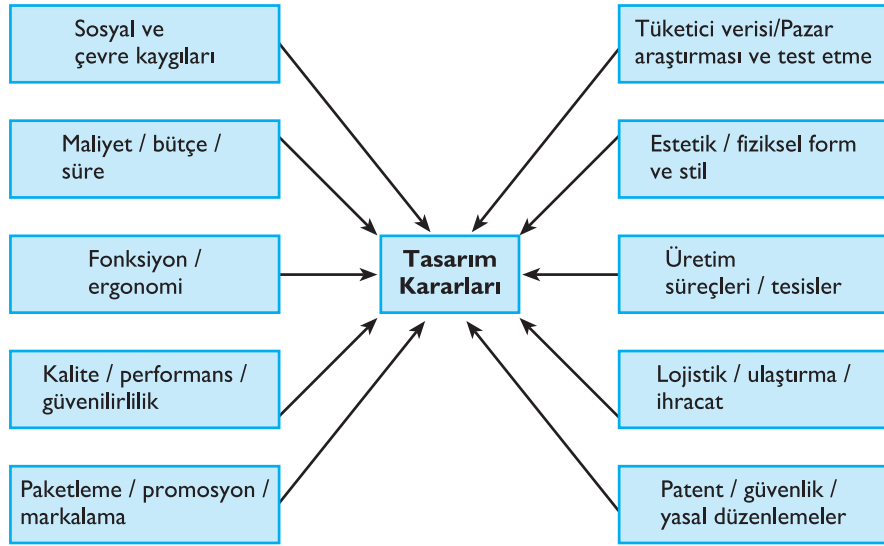 Sosyal ve
çevre kaygıları
Tüketici verisi/Pazar
araştırması ve test etme
Maliyet / bütçe /
süre
Estetik / fiziksel form
ve stil
Fonksiyon /
ergonomi
Tasarım
Kararları
Üretim
süreçleri / tesisler
Kalite / performans /
güvenilirlilik
Lojistik / ulaştırma /
ihracat
Paketleme / promosyon /
markalama
Patent / güvenlik /
yasal düzenlemeler